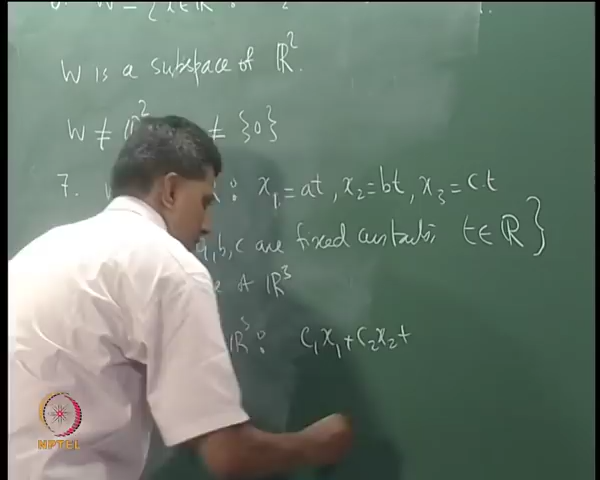 W is a subspace of ℝ².
W ≠ ℝ² ≠ {0}
7. : x₁ = at, x₂ = bt, x₃ = c.t
a, b, c are fixed constants, t ∈ ℝ }
ℝ³
ℝ³ : c₁x₁ + c₂x₂ +
NPTEL